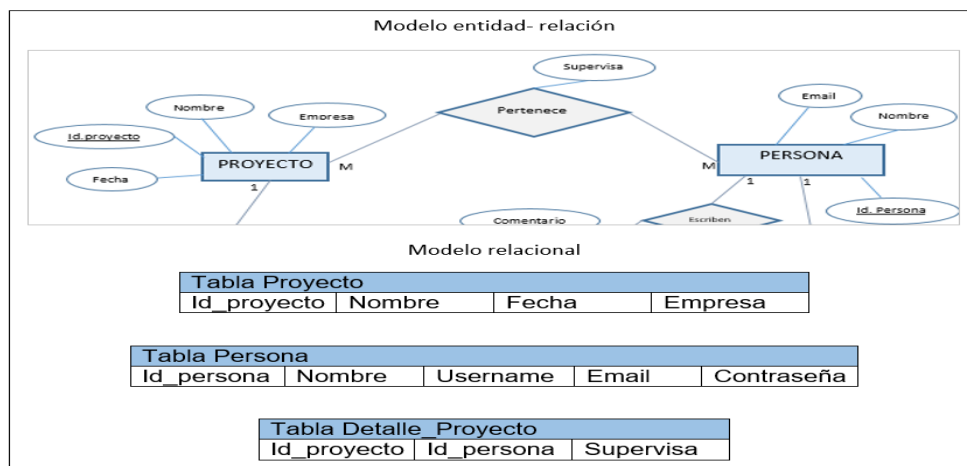 Modelo entidad- relación
Supervisa
Pertenece
Email
Nombre
Nombre
Empresa
Id. proyecto
PROYECTO
M
M
PERSONA
Fecha
1
1
1
Id. Persona
Comentario
Escriben
Modelo relacional
Tabla Proyecto
Id_proyecto Nombre Fecha Empresa
Tabla Persona
Id_persona Nombre Username Email Contraseña
Tabla Detalle_Proyecto
Id_proyecto Id_persona Supervisa